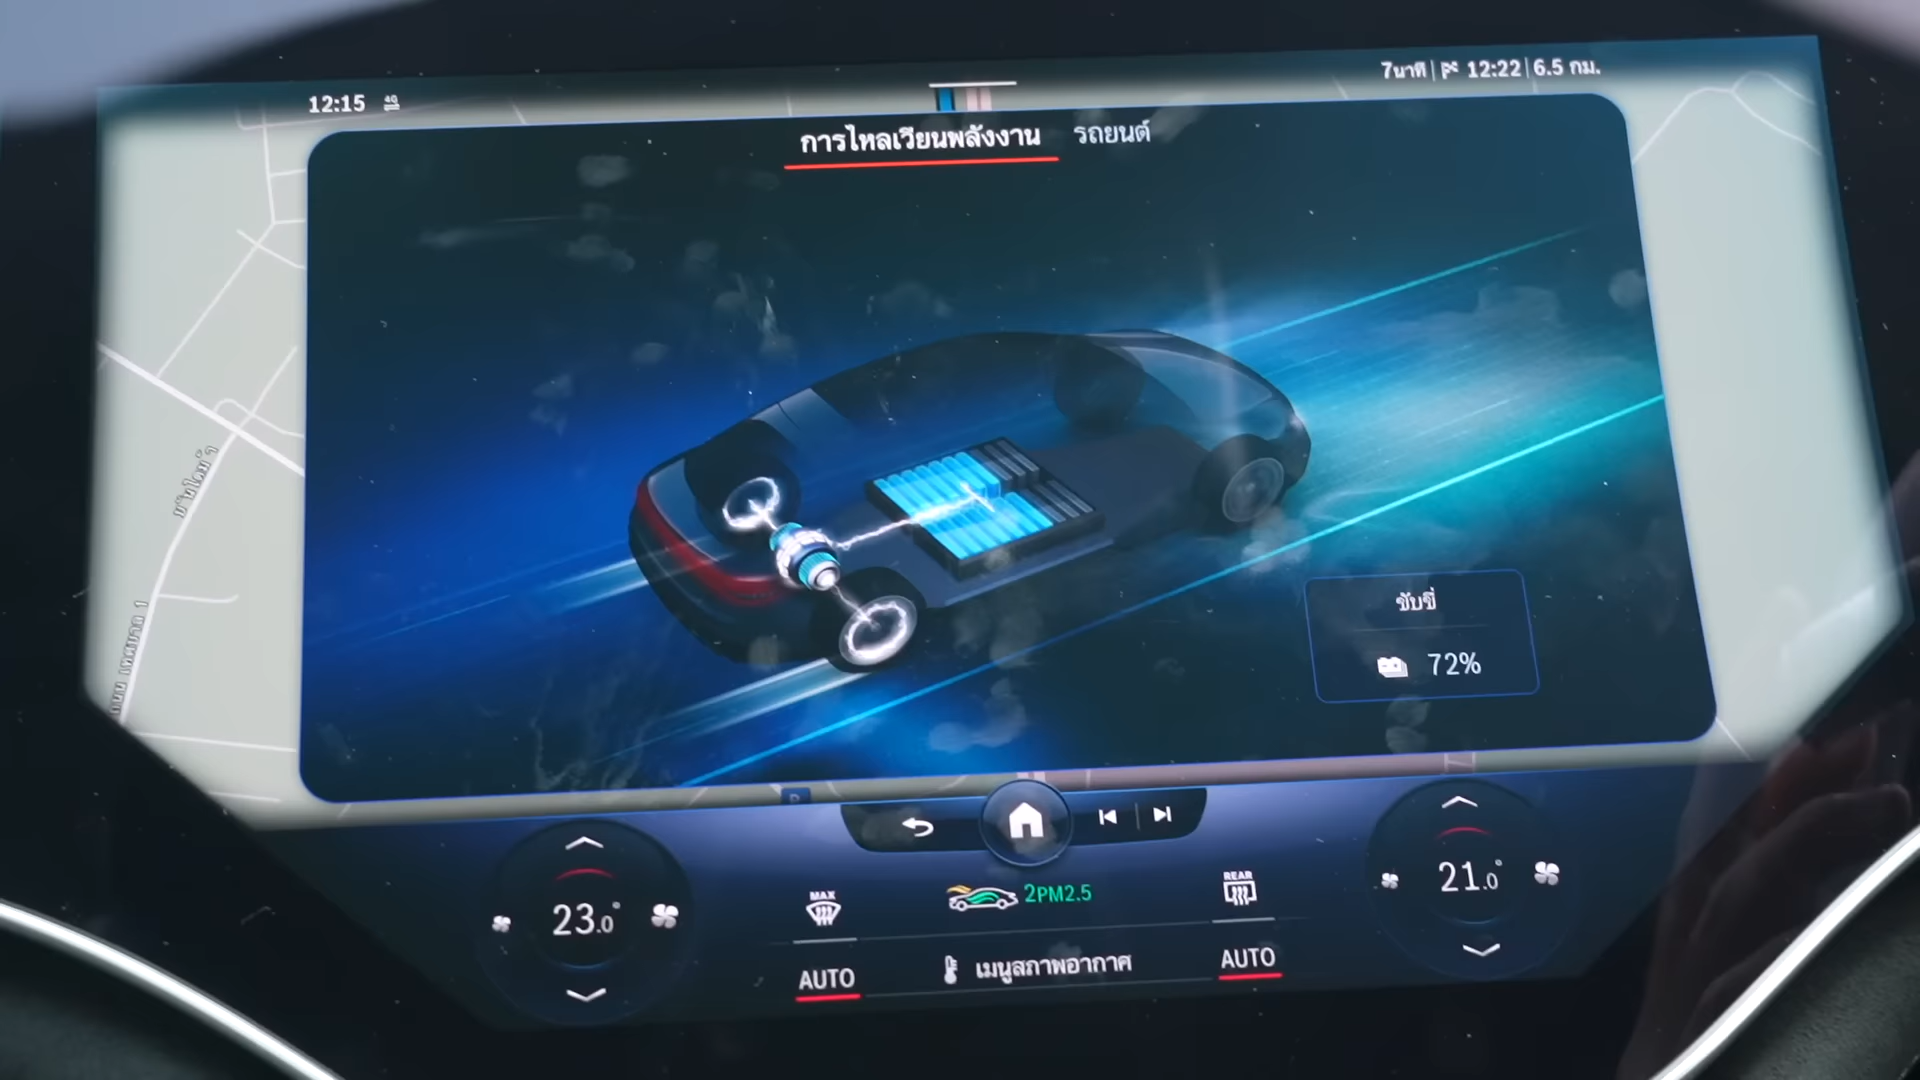 12:15 4G
7นาที 12:22 6.5 กม.
การไหลเวียนพลังงาน รถยนต์
ขับขี่
72%
P
23.0°
MAX
2PM2.5
REAR
21.0°
AUTO
เมนูสภาพอากาศ
AUTO